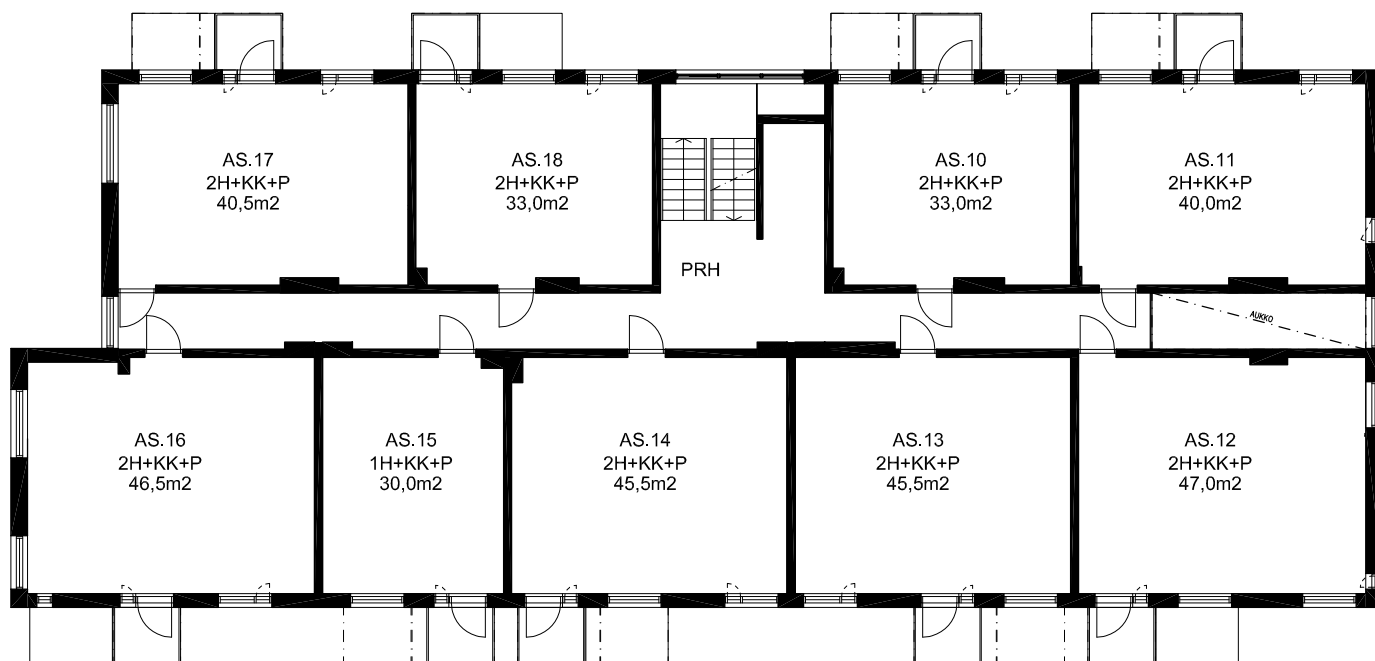 AS.17
2H+KK+P
40,5m2
AS.18
2H+KK+P
33,0m2
AS.10
2H+KK+P
33,0m2
AS.11
2H+KK+P
40,0m2
PRH
AUKKO
AS.16
2H+KK+P
46,5m2
AS.15
1H+KK+P
30,0m2
AS.14
2H+KK+P
45,5m2
AS.13
2H+KK+P
45,5m2
AS.12
2H+KK+P
47,0m2